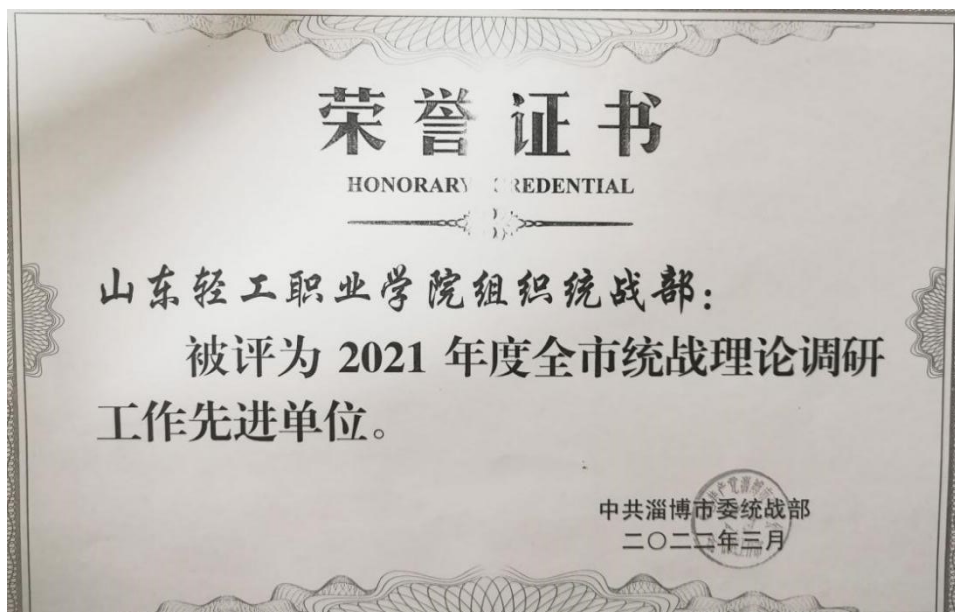 荣誉证书
HONORARY CREDENTIAL
山东轻工职业学院组织统战部：
被评为 2021 年度全市统战理论调研
工作先进单位。
中共淄博市委统战部
二〇二二年三月